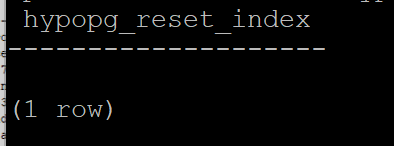 hypopg_reset_index
--------------------
(1 row)